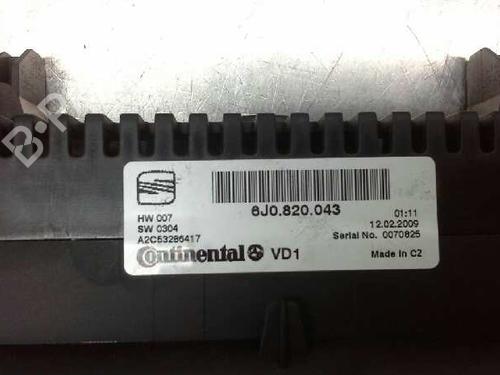 B-P
6J0.820.043
HW 007
SW 0304
A2C53286417
01:11
12.02.2009
Serial No. 0070825
Continental VD1
Made in CZ